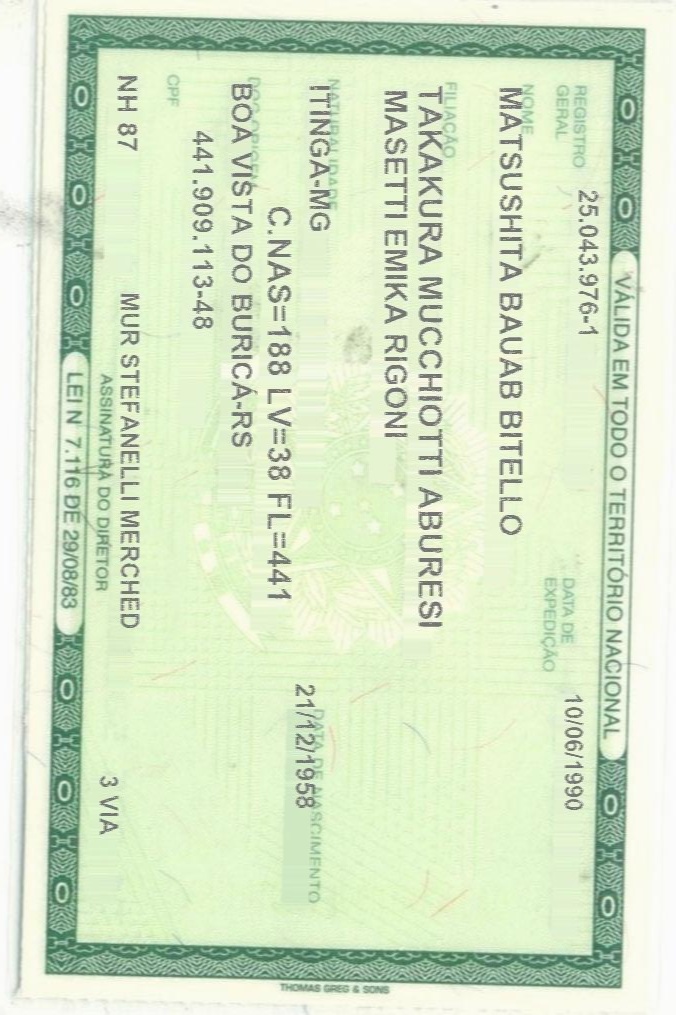 VÁLIDA EM TODO O TERRITÓRIO NACIONAL
REGISTRO GERAL 25.043.976-1 DATA DE EXPEDIÇÃO 10/06/1990
NOME
MATSUSHITA BAUAB BITELLO
FILIAÇÃO
TAKAKURA MUCCHIOTTI ABURESI
MASETTI EMIKA RIGONI
NATURALIDADE DATA DE NASCIMENTO
ITINGA-MG 21/12/1958
C.NAS=188 LV=38 FL=441
DOC ORIGEM
BOA VISTA DO BURICÁ-RS
441.909.113-48
CPF
NH 87 MUR STEFANELLI MERCHED 3 VIA
ASSINATURA DO DIRETOR
LEI N 7.116 DE 29/08/83
THOMAS GREG & SONS